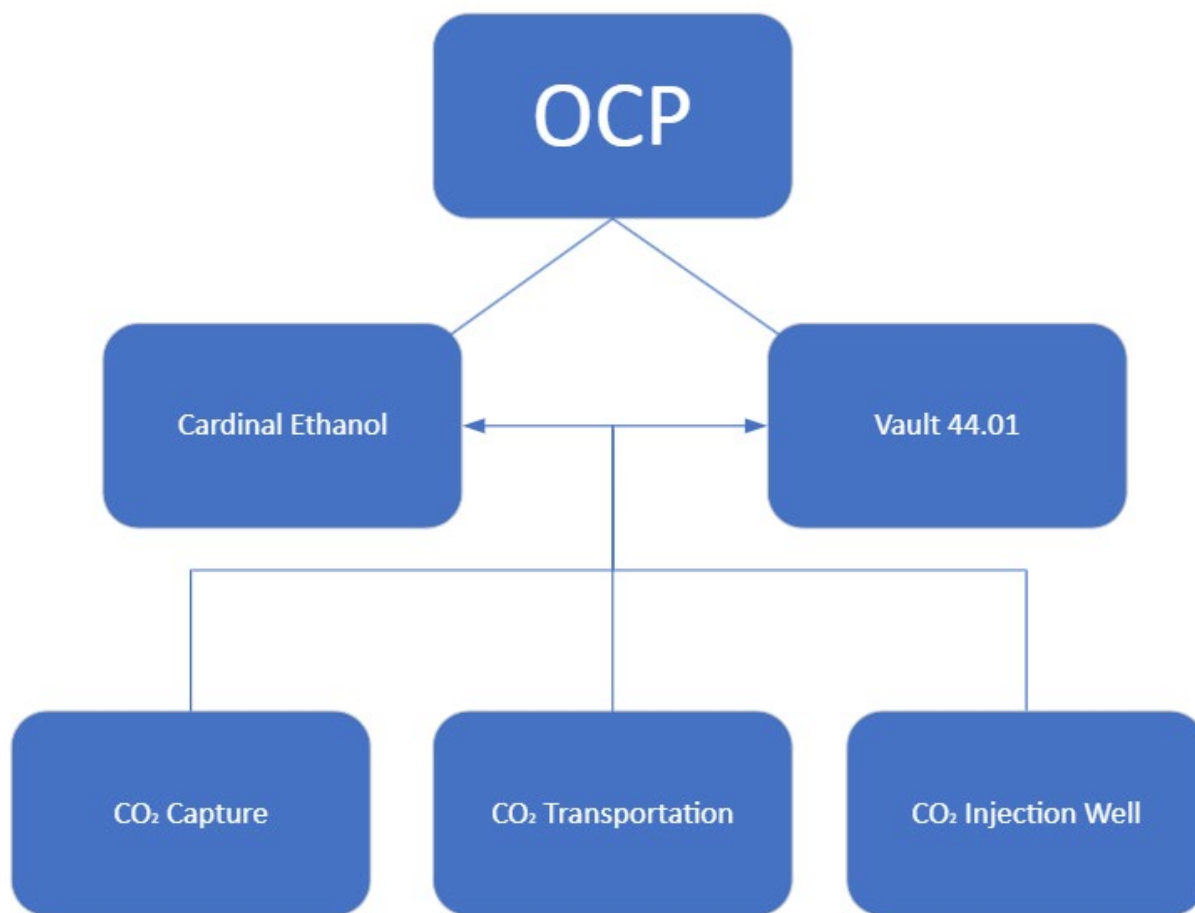 OCP
Cardinal Ethanol
Vault 44.01
CO₂ Capture
CO₂ Transportation
CO₂ Injection Well